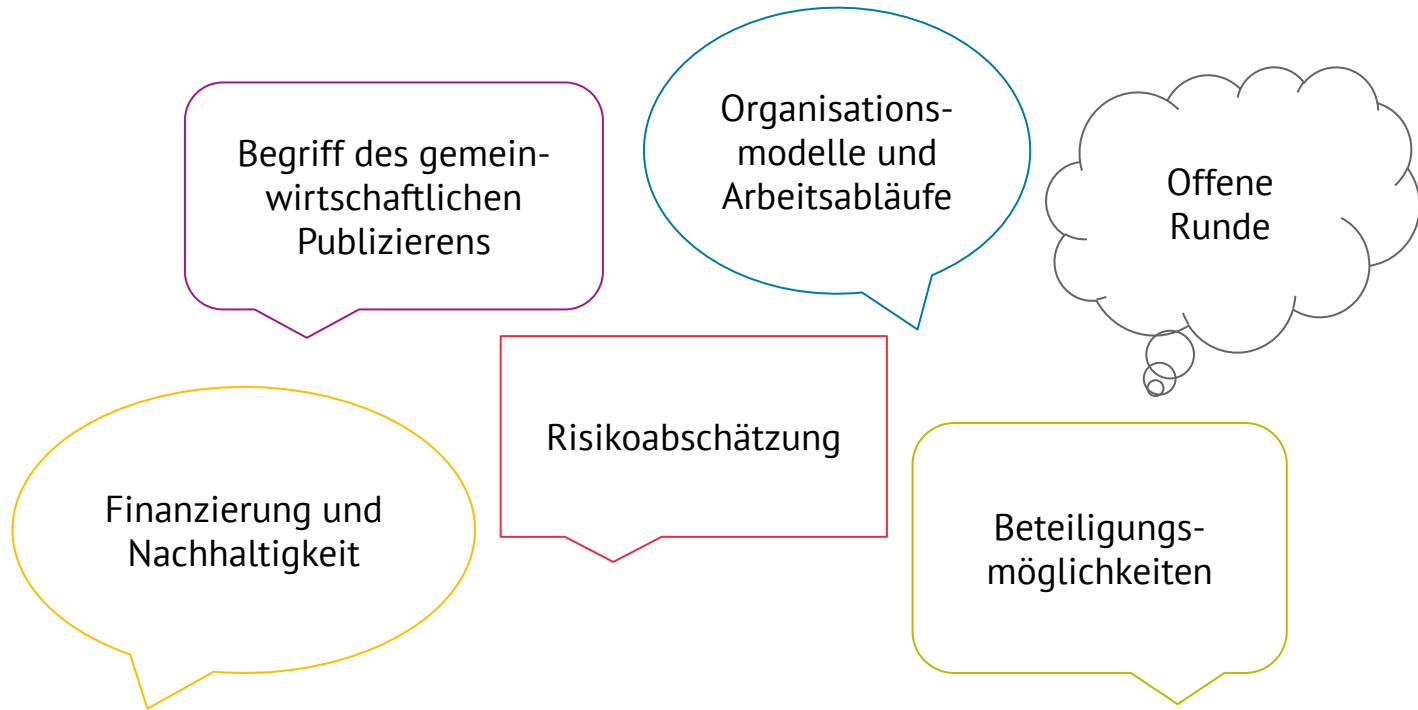 Begriff des gemein-
wirtschaftlichen
Publizierens
Organisations-
modelle und
Arbeitsabläufe
Offene
Runde
Finanzierung und
Nachhaltigkeit
Risikoabschätzung
Beteiligungs-
möglichkeiten